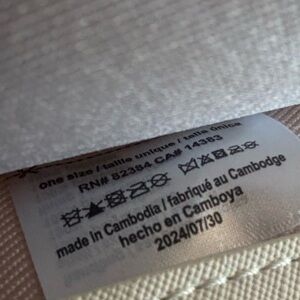 one size / taille unique / talla única
RN# 82384 CA# 14383
made in Cambodia / fabriqué au Cambodge
hecho en Camboya
2024/07/30